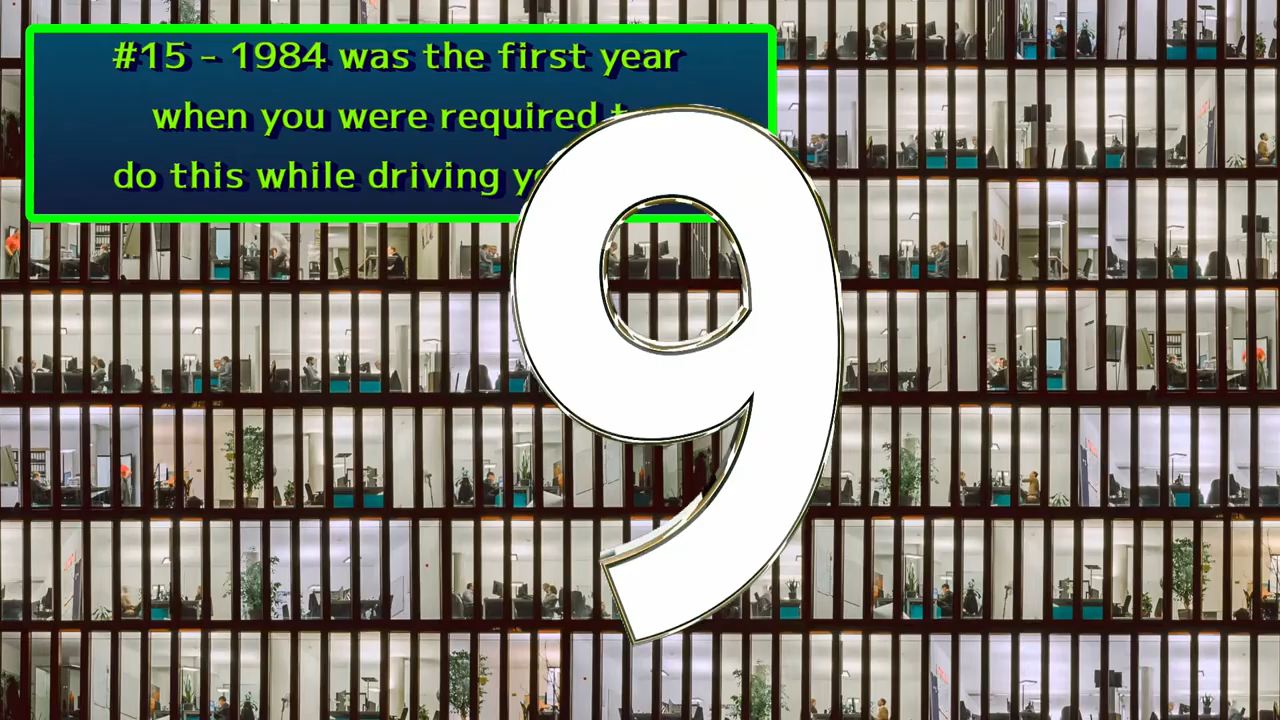 #15 - 1984 was the first year
when you were required
do this while driving
9